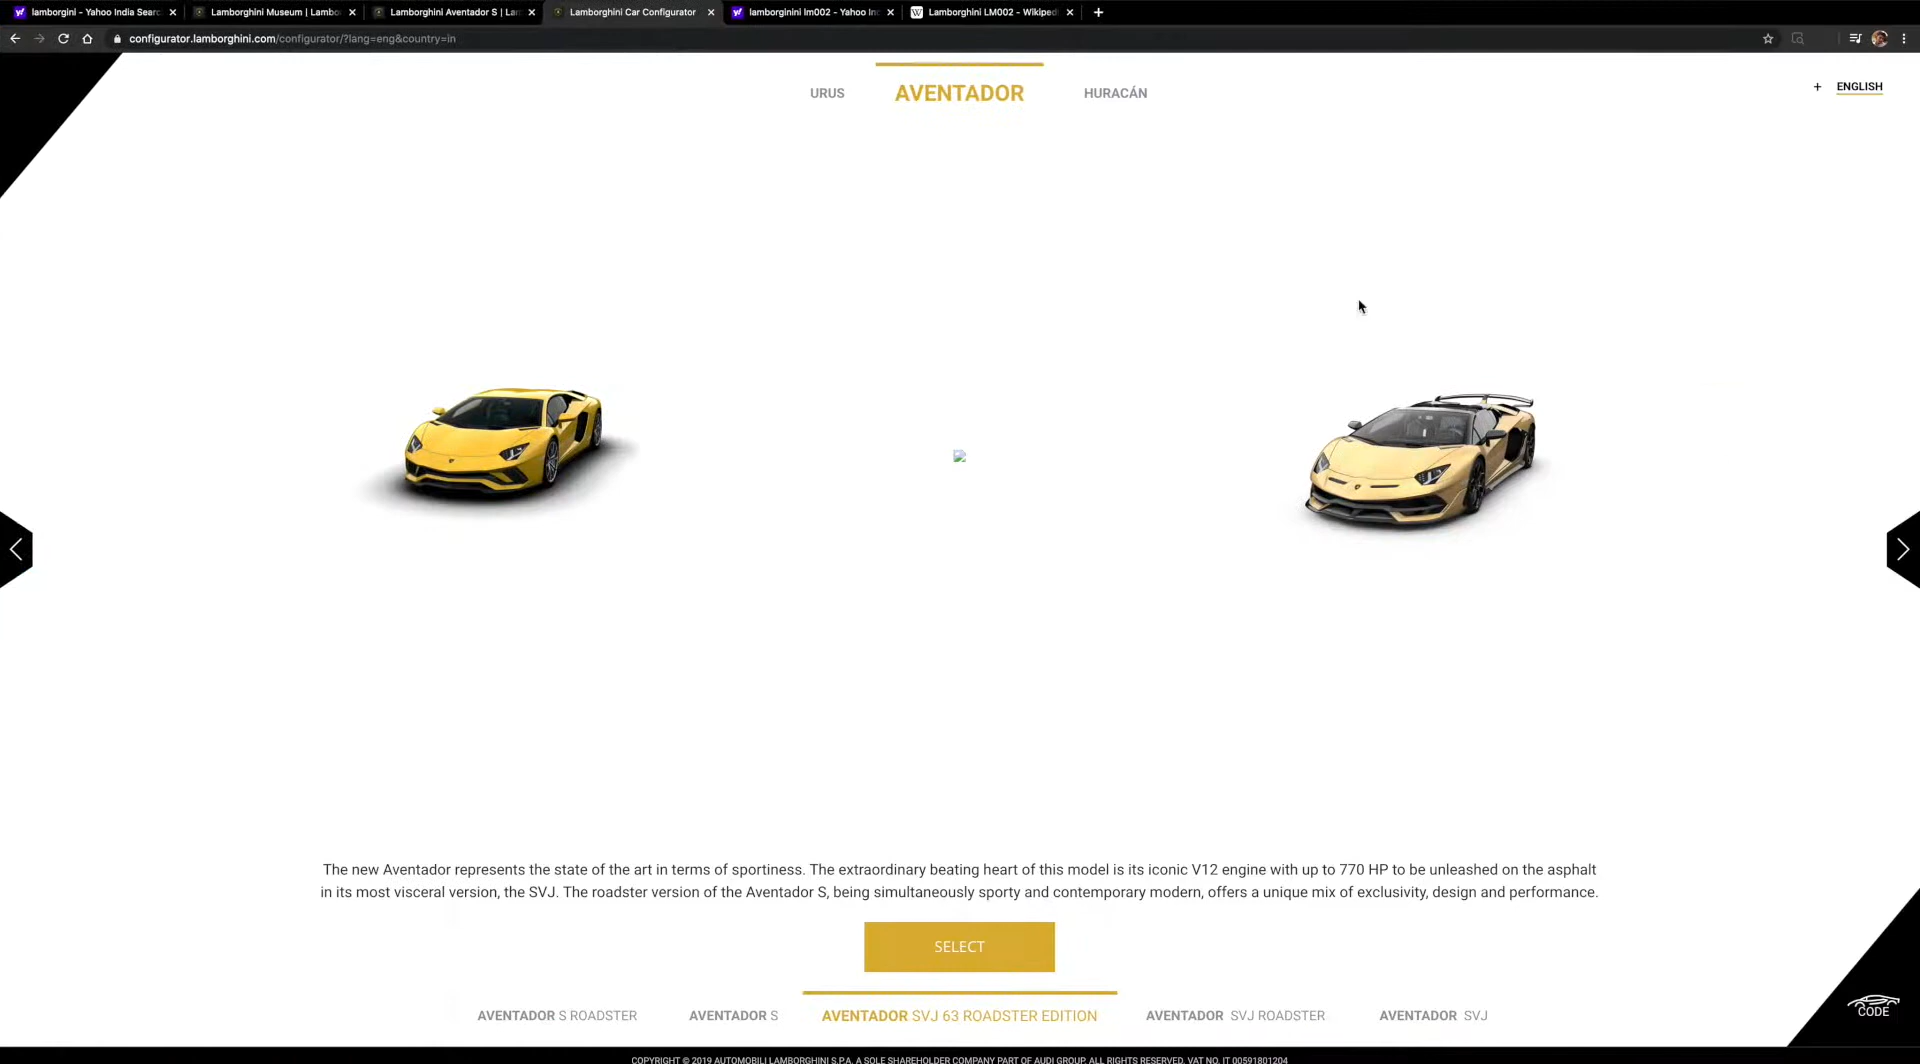 lamborgini - Yahoo India Searc
Lamborghini Museum | Lambo
Lamborghini Aventador S | Lan
Lamborghini Car Configurator
lamborginini lm002 - Yahoo Inc
Lamborghini LM002 - Wikiped
configurator.lamborghini.com/configurator/?lang=eng&country=in
URUS
AVENTADOR
HURACÁN
+ ENGLISH
The new Aventador represents the state of the art in terms of sportiness. The extraordinary beating heart of this model is its iconic V12 engine with up to 770 HP to be unleashed on the asphalt
in its most visceral version, the SVJ. The roadster version of the Aventador S, being simultaneously sporty and contemporary modern, offers a unique mix of exclusivity, design and performance.
SELECT
AVENTADOR S ROADSTER
AVENTADOR S
AVENTADOR SVJ 63 ROADSTER EDITION
AVENTADOR SVJ ROADSTER
AVENTADOR SVJ
CODE
COPYRIGHT © 2019 AUTOMOBILI LAMBORGHINI S.P.A. A SOLE SHAREHOLDER COMPANY PART OF AUDI GROUP. ALL RIGHTS RESERVED. VAT NO. IT 00591801204